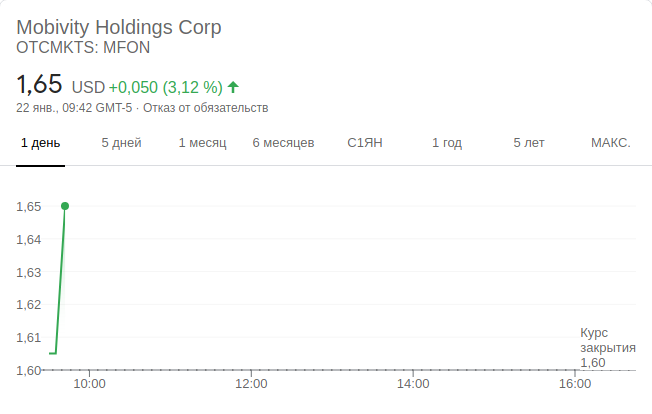 Mobivity Holdings Corp
OTCMKTS: MFON
1,65 USD +0,050 (3,12 %)
22 янв., 09:42 GMT-5 · Отказ от обязательств
1 день 5 дней 1 месяц 6 месяцев С1ЯН 1 год 5 лет МАКС.
1,65
1,64
1,63
1,62
1,61
1,60
Курс
закрытия
1,60
10:00 12:00 14:00 16:00